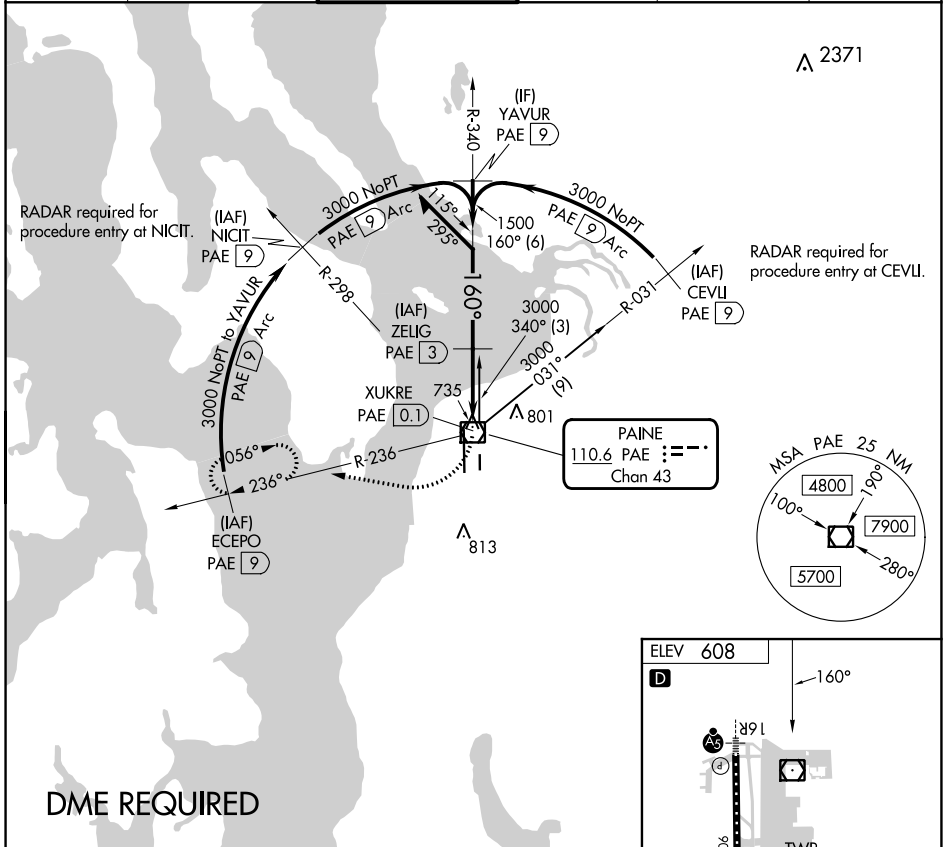 2371
(IF)
YAVUR
PAE 9
R-340
3000 NoPT
PAE 9 Arc
115°
295°
1500
160° (6)
3000 NoPT
PAE 9 Arc
RADAR required for
procedure entry at NICIT.
(IAF)
NICIT
PAE 9
R-298
RADAR required for
procedure entry at CEVLI.
(IAF)
CEVLI
PAE 9
R-031
160°
(IAF)
ZELIG
PAE 3
3000
340° (3)
3000
031°
(9)
3000 NoPT to YAVUR
PAE 9 Arc
XUKRE
PAE 0.1
735
801
PAINE
110.6 PAE
Chan 43
056°
236°
R-236
(IAF)
ECEPO
PAE 9
813
MSA PAE 25 NM
4800
190°
100°
7900
280°
5700
ELEV 608
D
160°
16R
A5
P
DME REQUIRED